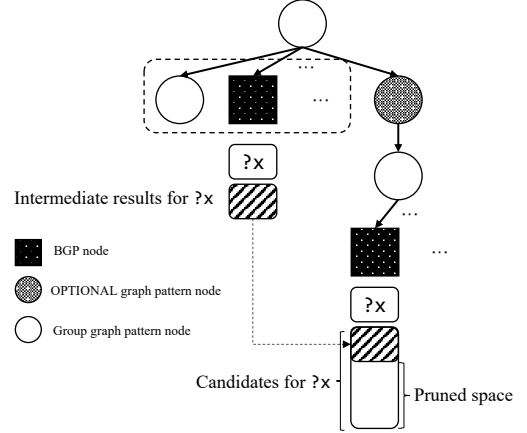 ...
...
?x
Intermediate results for ?x
...
BGP node
...
OPTIONAL graph pattern node
?x
Group graph pattern node
Candidates for ?x
Pruned space